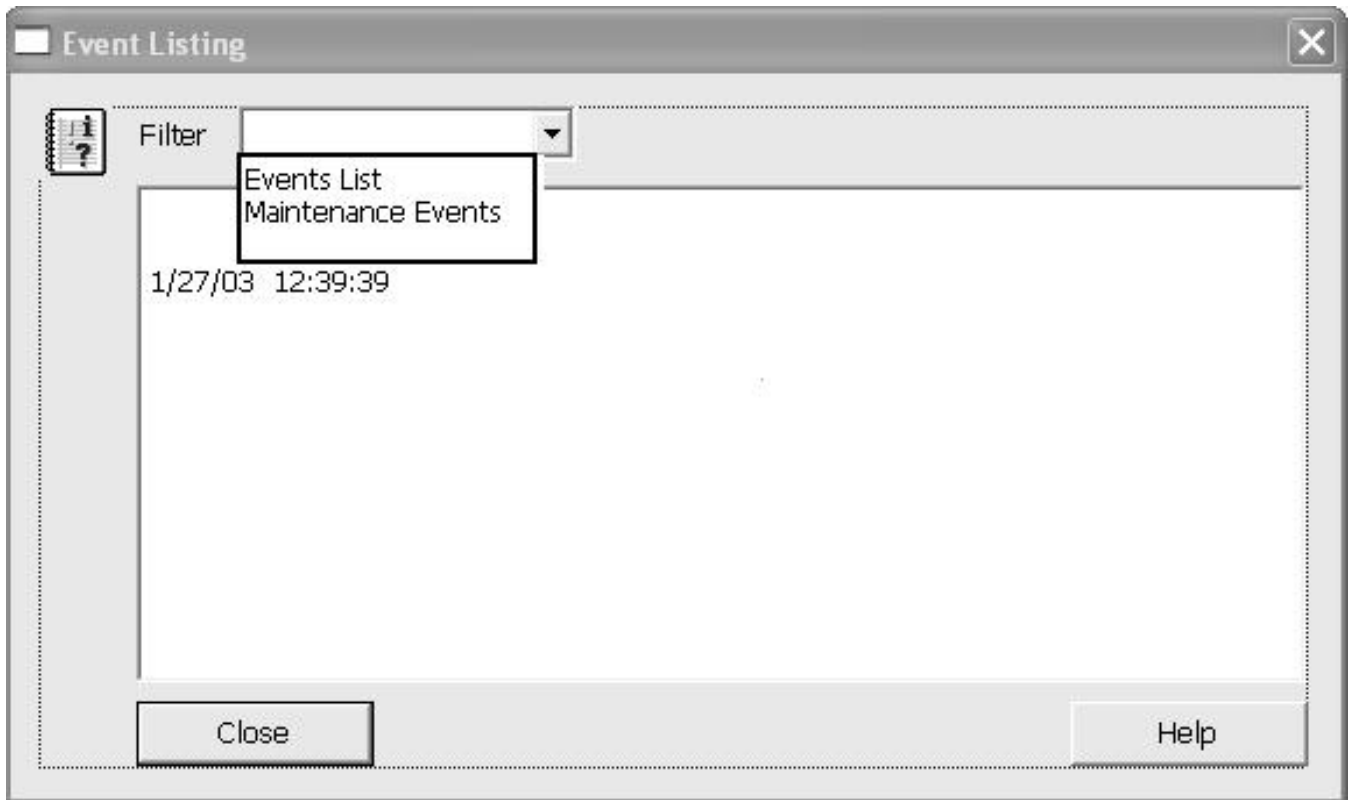 Event Listing
Filter
Events List
Maintenance Events
1/27/03 12:39:39
Close
Help